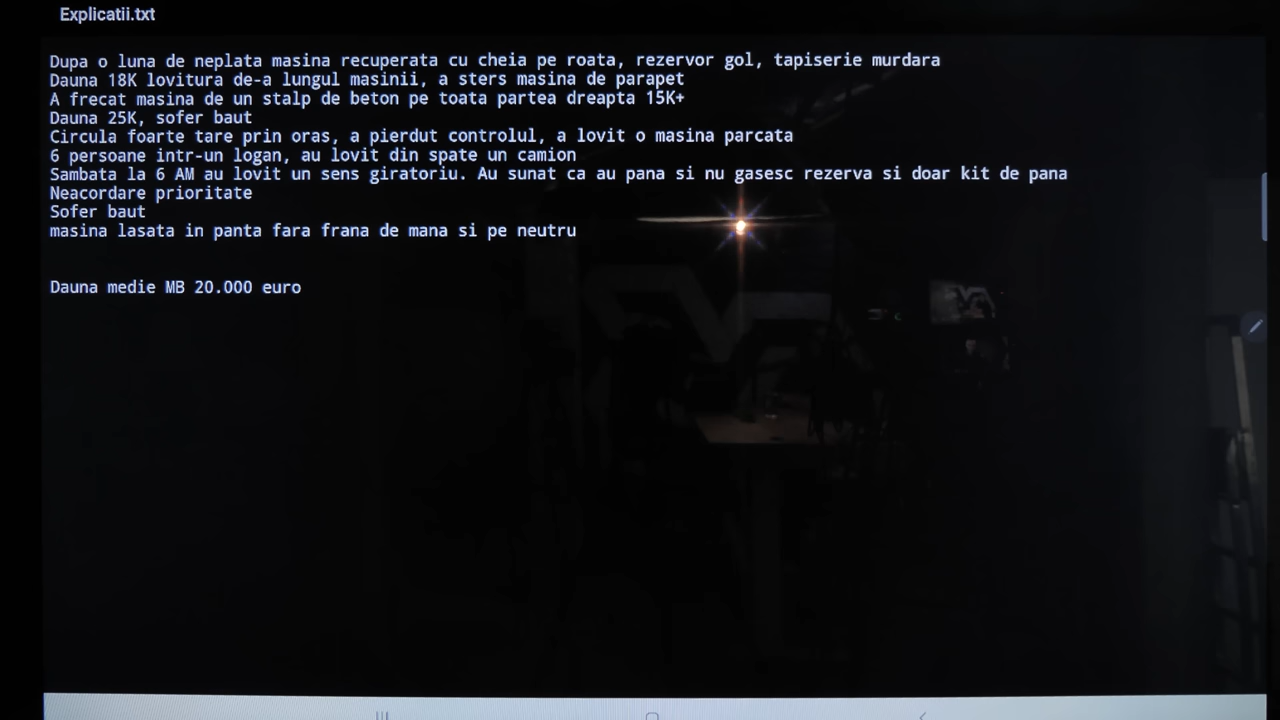 Explicatii.txt
Dupa o luna de neplata masina recuperata cu cheia pe roata, rezervor gol, tapiserie murdara
Dauna 18K lovitura de-a lungul masinii, a sters masina de parapet
A frecat masina de un stalp de beton pe toata partea dreapta 15K+
Dauna 25K, sofer baut
Circula foarte tare prin oras, a pierdut controlul, a lovit o masina parcata
6 persoane intr-un logan, au lovit din spate un camion
Sambata la 6 AM au lovit un sens giratoriu. Au sunat ca au pana si nu gasesc rezerva si doar kit de pana
Neacordare prioritate
Sofer baut
masina lasata in panta fara frana de mana si pe neutru
Dauna medie MB 20.000 euro